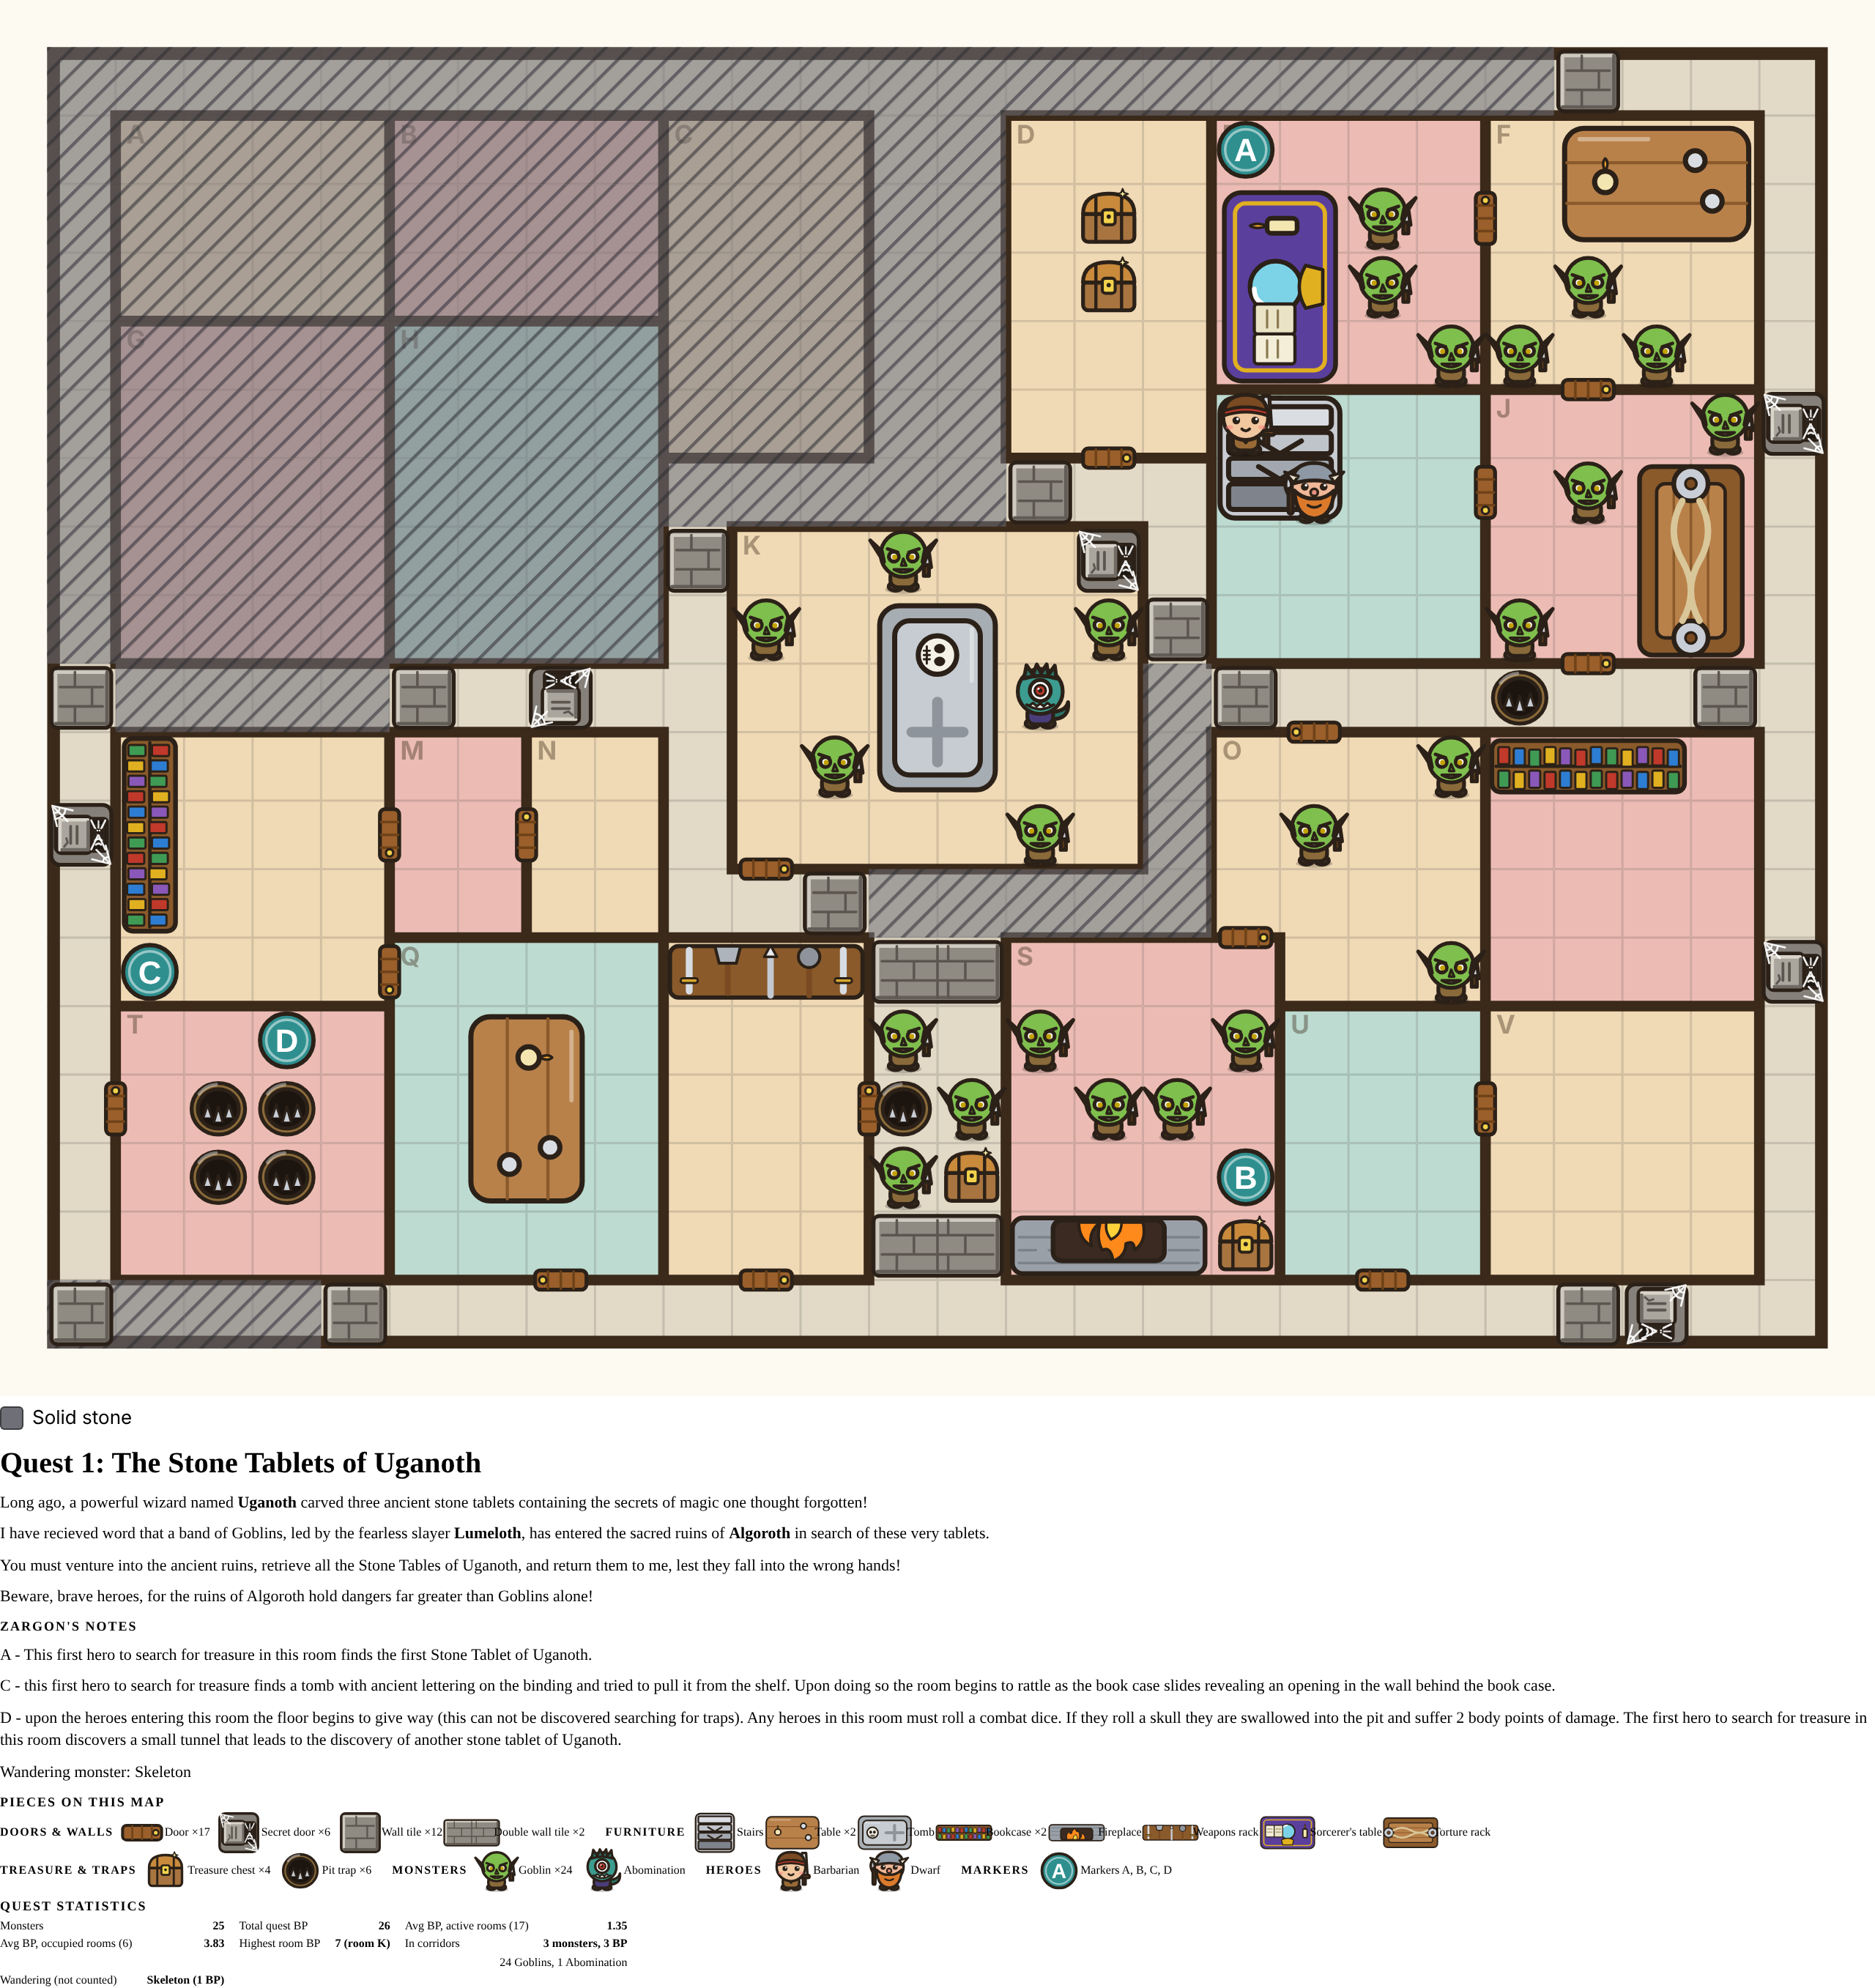 A B C D A F
G H J
K
M N O
C Q S
T D U V
B
Solid stone
Quest 1: The Stone Tablets of Uganoth
Long ago, a powerful wizard named Uganoth carved three ancient stone tablets containing the secrets of magic one thought forgotten!
I have recieved word that a band of Goblins, led by the fearless slayer Lumeloth, has entered the sacred ruins of Algoroth in search of these very tablets.
You must venture into the ancient ruins, retrieve all the Stone Tables of Uganoth, and return them to me, lest they fall into the wrong hands!
Beware, brave heroes, for the ruins of Algoroth hold dangers far greater than Goblins alone!
ZARGON'S NOTES
A - This first hero to search for treasure in this room finds the first Stone Tablet of Uganoth.
C - this first hero to search for treasure finds a tomb with ancient lettering on the binding and tried to pull it from the shelf. Upon doing so the room begins to rattle as the book case slides revealing an opening in the wall behind the book case.
D - upon the heroes entering this room the floor begins to give way (this can not be discovered searching for traps). Any heroes in this room must roll a combat dice. If they roll a skull they are swallowed into the pit and suffer 2 body points of damage. The first hero to search for treasure in
this room discovers a small tunnel that leads to the discovery of another stone tablet of Uganoth.
Wandering monster: Skeleton
PIECES ON THIS MAP
DOORS & WALLS Door ×17 Secret door ×6 Wall tile ×12 Double wall tile ×2 FURNITURE Stairs Table ×2 Tomb Bookcase ×2 Fireplace Weapons rack Sorcerer's table Torture rack
TREASURE & TRAPS Treasure chest ×4 Pit trap ×6 MONSTERS Goblin ×24 Abomination HEROES Barbarian Dwarf MARKERS A Markers A, B, C, D
QUEST STATISTICS
Monsters 25 Total quest BP 26 Avg BP, active rooms (17) 1.35
Avg BP, occupied rooms (6) 3.83 Highest room BP 7 (room K) In corridors 3 monsters, 3 BP
24 Goblins, 1 Abomination
Wandering (not counted) Skeleton (1 BP)